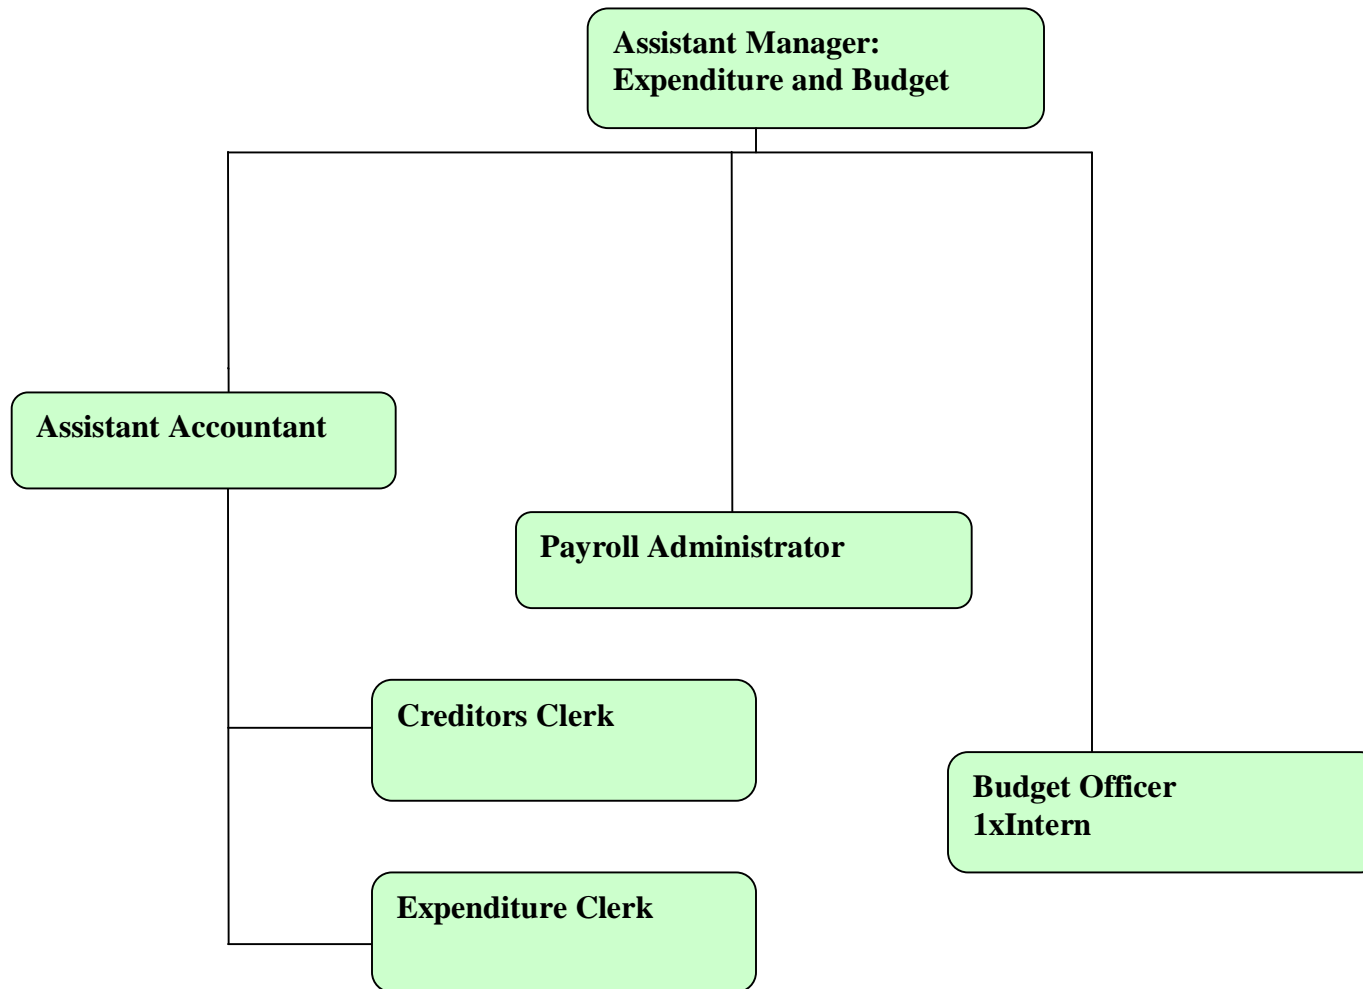 Assistant Manager:
Expenditure and Budget
Assistant Accountant
Payroll Administrator
Creditors Clerk
Budget Officer
1xIntern
Expenditure Clerk